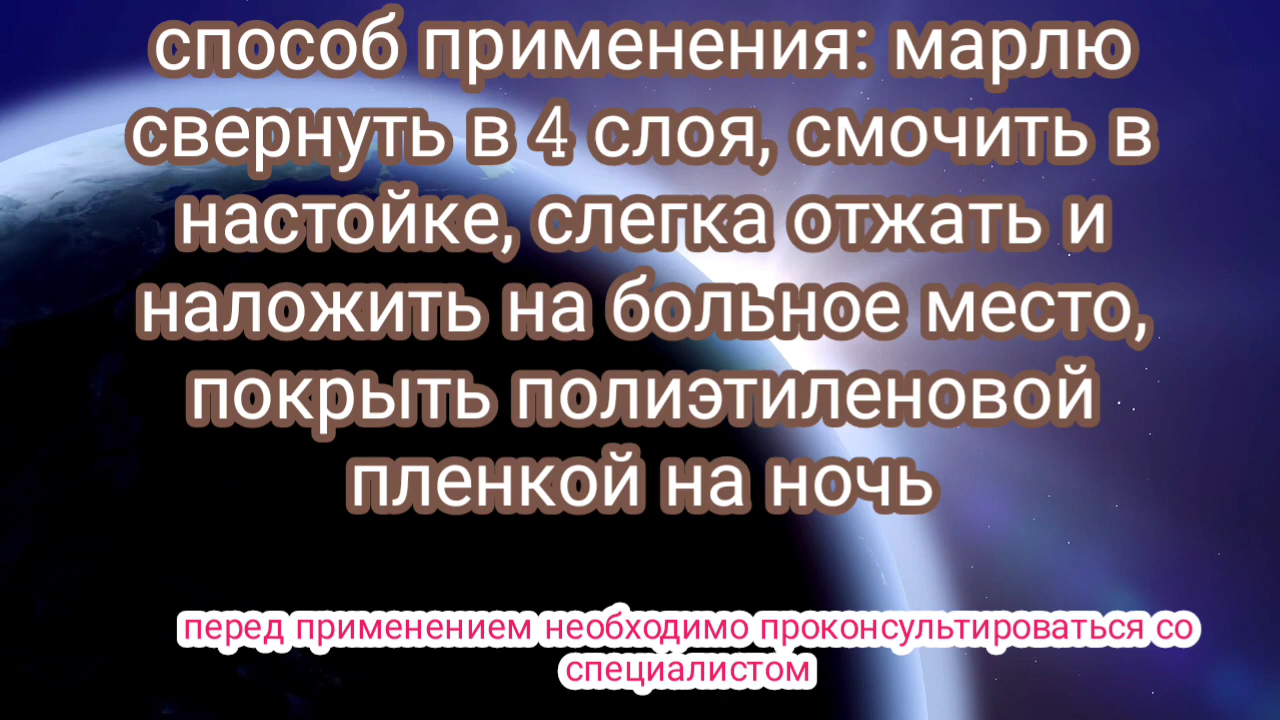 способ применения: марлю
свернуть в 4 слоя, смочить в
настойке, слегка отжать и
наложить на больное место,
покрыть полиэтиленовой
пленкой на ночь
перед применением необходимо проконсультироваться со
специалистом